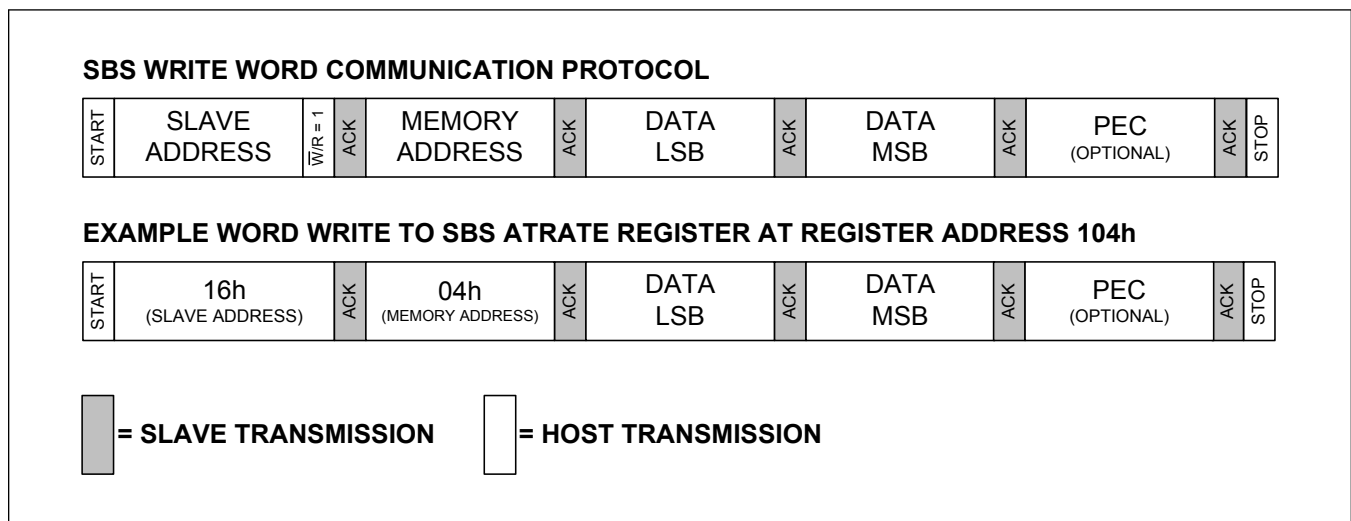 SBS WRITE WORD COMMUNICATION PROTOCOL
START
SLAVE
ADDRESS
W̅/R = 1
ACK
MEMORY
ADDRESS
ACK
DATA
LSB
ACK
DATA
MSB
ACK
PEC
(OPTIONAL)
ACK
STOP
EXAMPLE WORD WRITE TO SBS ATRATE REGISTER AT REGISTER ADDRESS 104h
START
16h
(SLAVE ADDRESS)
ACK
04h
(MEMORY ADDRESS)
ACK
DATA
LSB
ACK
DATA
MSB
ACK
PEC
(OPTIONAL)
ACK
STOP
= SLAVE TRANSMISSION
= HOST TRANSMISSION